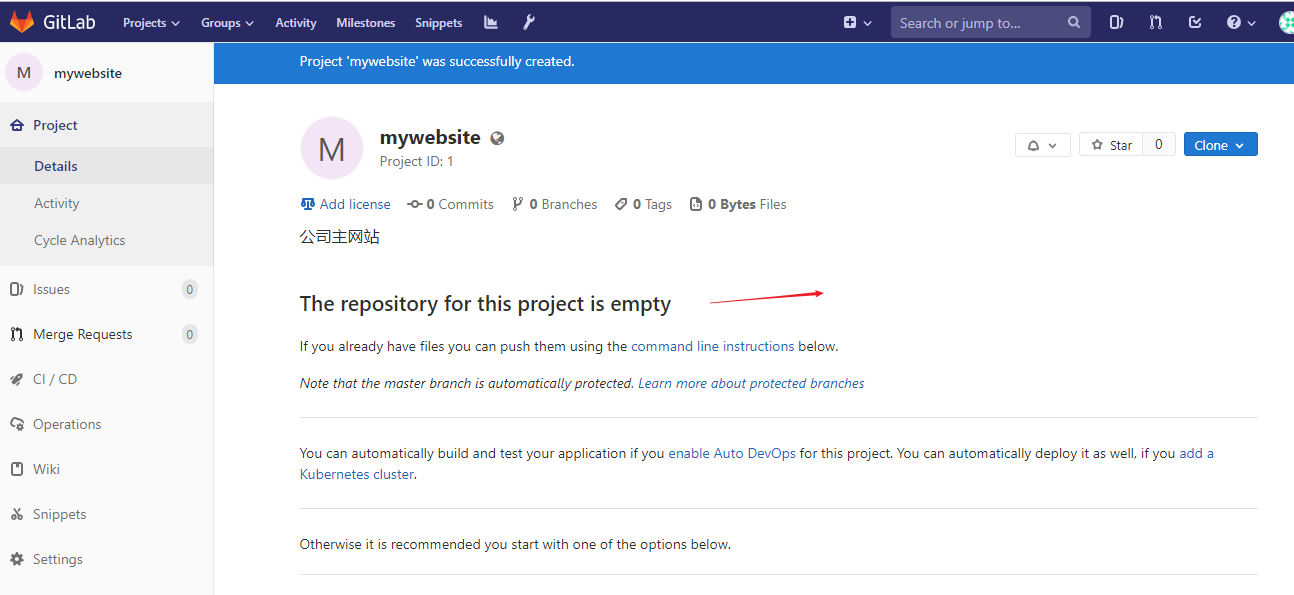 GitLab Projects Groups Activity Milestones Snippets Search or jump to...
M mywebsite
Project 'mywebsite' was successfully created.
Project
Details
Activity
Cycle Analytics
Issues 0
Merge Requests 0
CI / CD
Operations
Wiki
Snippets
Settings
M
mywebsite
Project ID: 1
Star 0 Clone
Add license 0 Commits 0 Branches 0 Tags 0 Bytes Files
公司主网站
The repository for this project is empty
If you already have files you can push them using the command line instructions below.
Note that the master branch is automatically protected. Learn more about protected branches
You can automatically build and test your application if you enable Auto DevOps for this project. You can automatically deploy it as well, if you add a
Kubernetes cluster.
Otherwise it is recommended you start with one of the options below.